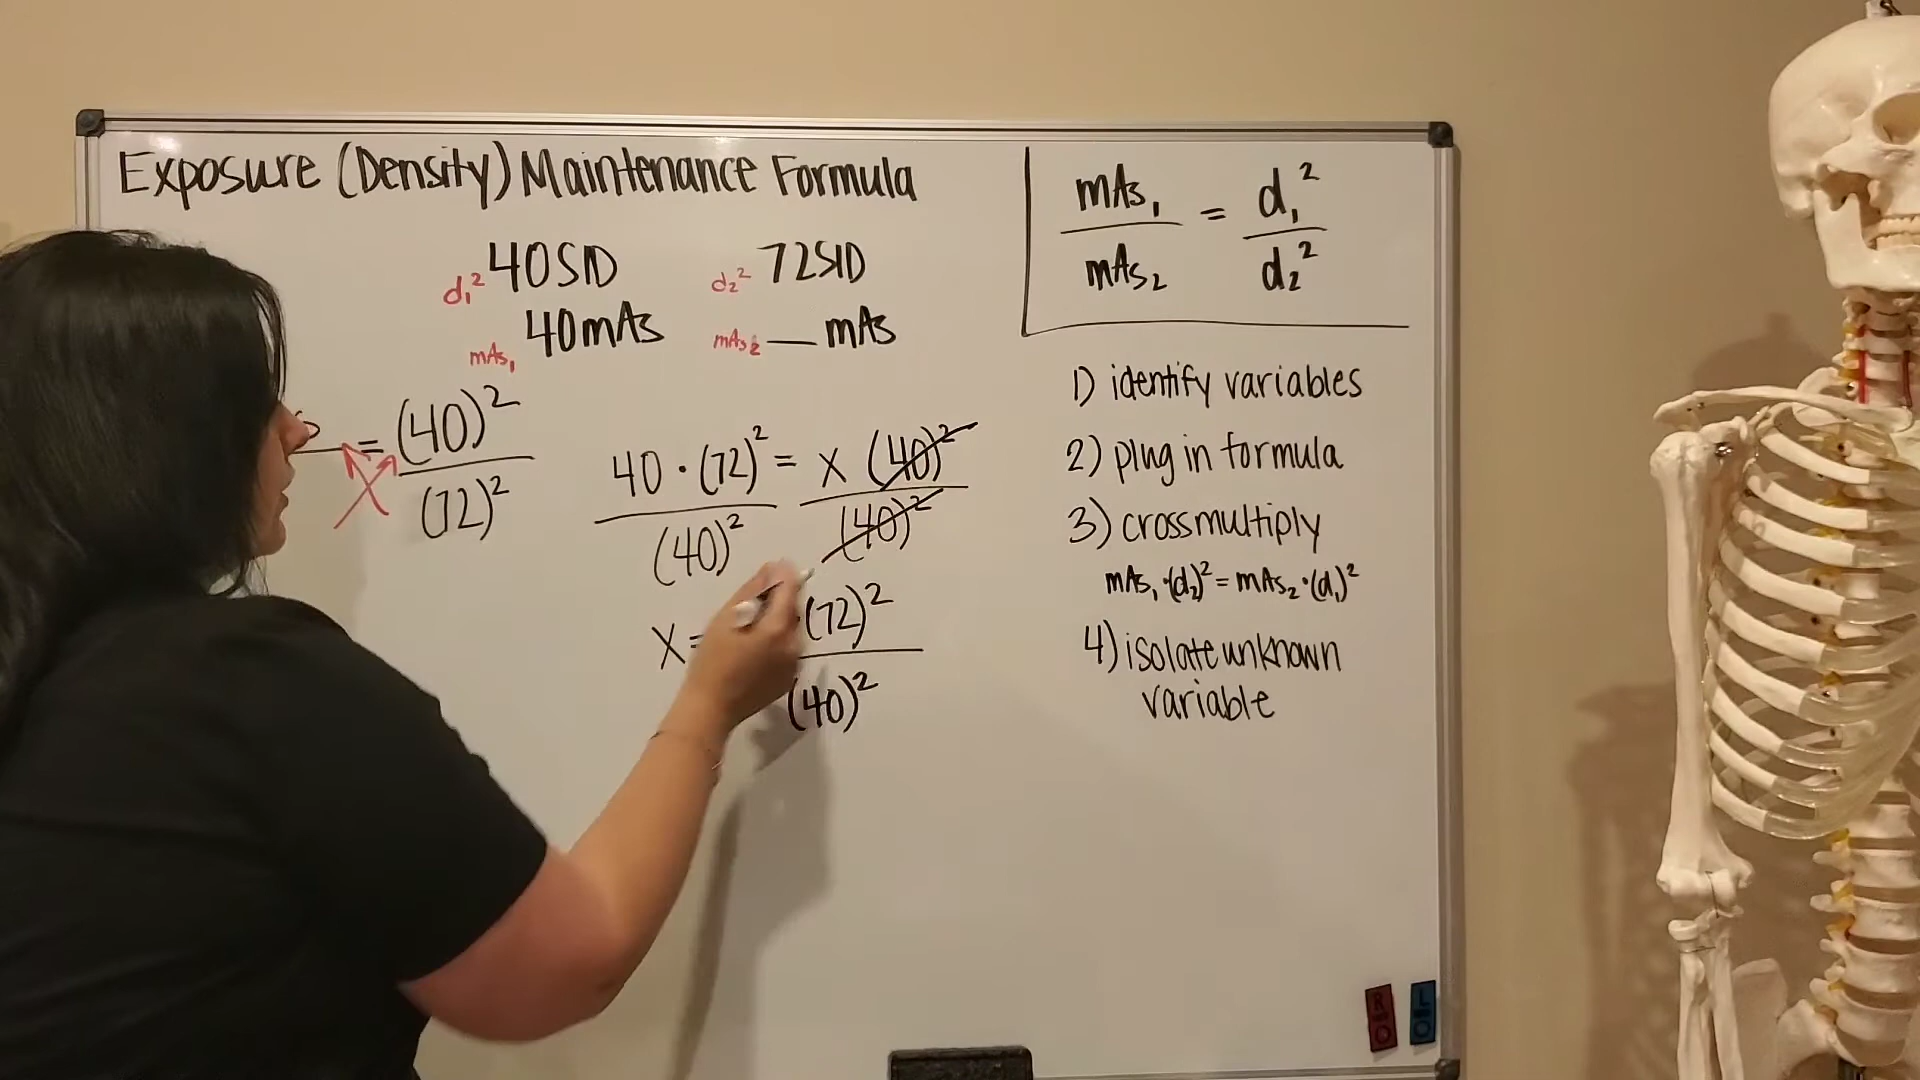 Exposure (Density) Maintenance Formula
d₁² 40SID
d₂² 72SID
mAs₁ 40mAs
mAs₂ __ mAs
= (40)²
(72)²
X
40 · (72)² = x (40)²
(40)² (40)²
X = · (72)²
(40)²
mAs₁ = d₁²
mAs₂ d₂²
1) identify variables
2) plug in formula
3) crossmultiply
mAs₁ · (d₂)² = mAs₂ · (d₁)²
4) isolate unknown
variable
R
L